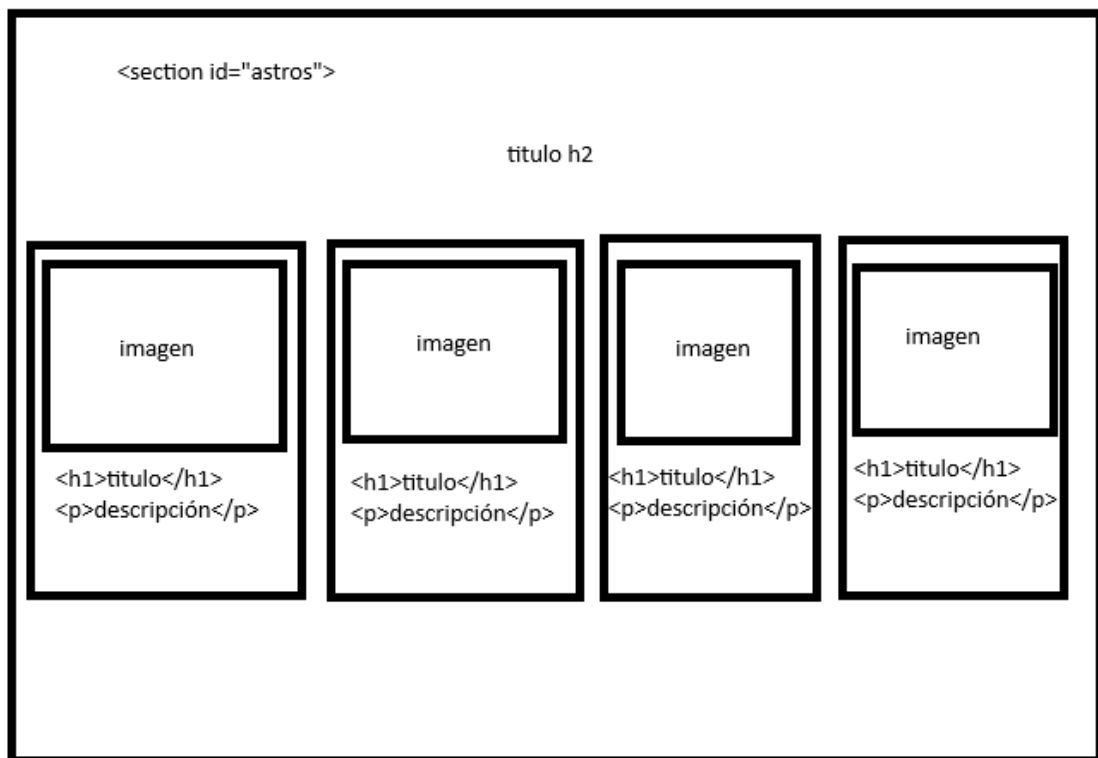 <section id="astros">
titulo h2
imagen
<h1>titulo</h1>
<p>descripción</p>
imagen
<h1>titulo</h1>
<p>descripción</p>
imagen
<h1>titulo</h1>
<p>descripción</p>
imagen
<h1>titulo</h1>
<p>descripción</p>